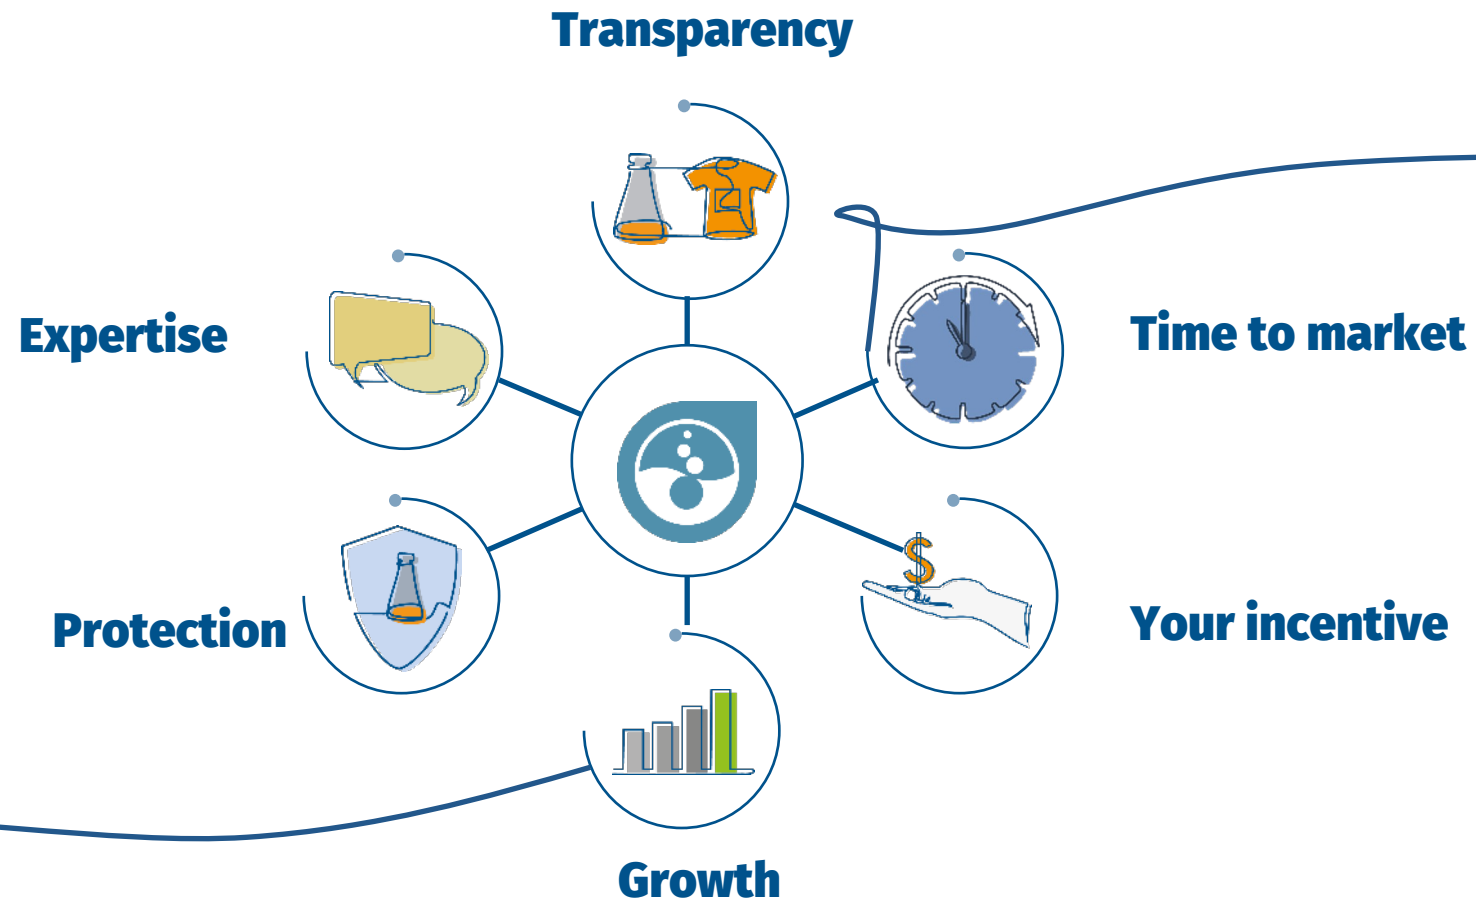 Transparency
Expertise
Time to market
$
Protection
Your incentive
Growth